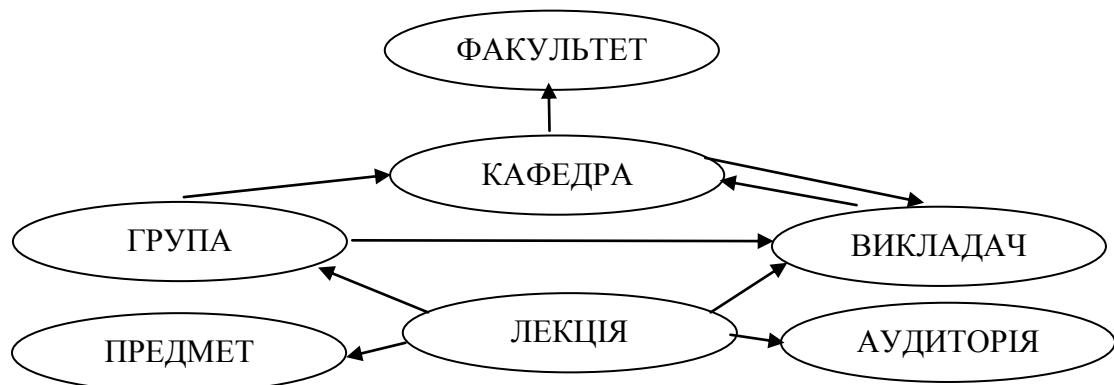 ФАКУЛЬТЕТ
КАФЕДРА
ГРУПА
ВИКЛАДАЧ
ПРЕДМЕТ
ЛЕКЦІЯ
АУДИТОРІЯ